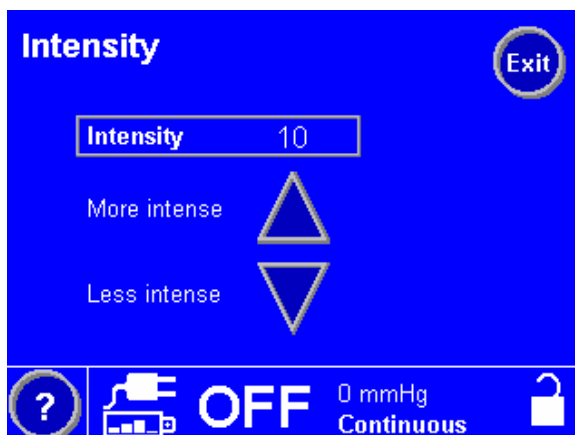 Intensity
Exit
Intensity 10
More intense
Less intense
? OFF 0 mmHg
Continuous